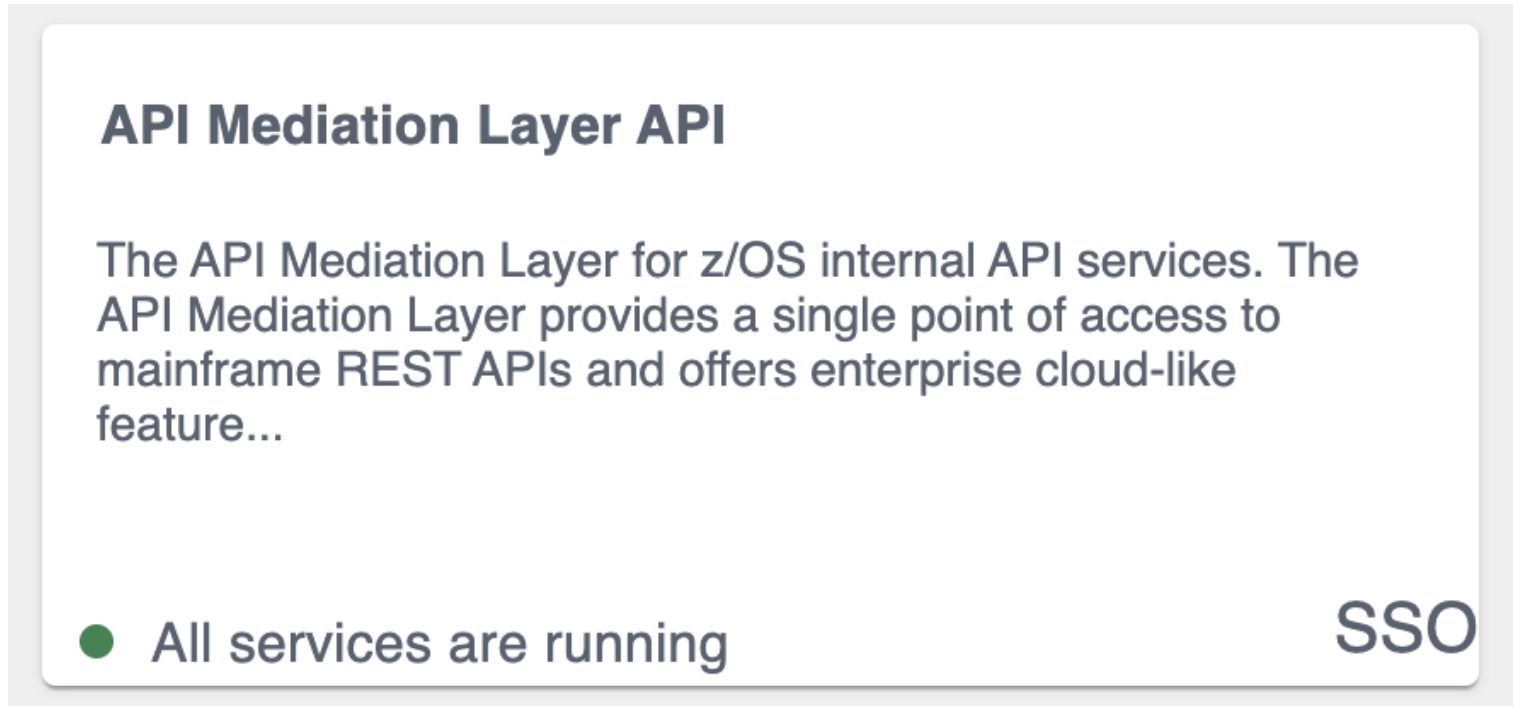 API Mediation Layer API
The API Mediation Layer for z/OS internal API services. The
API Mediation Layer provides a single point of access to
mainframe REST APIs and offers enterprise cloud-like
feature...
All services are running
SSO